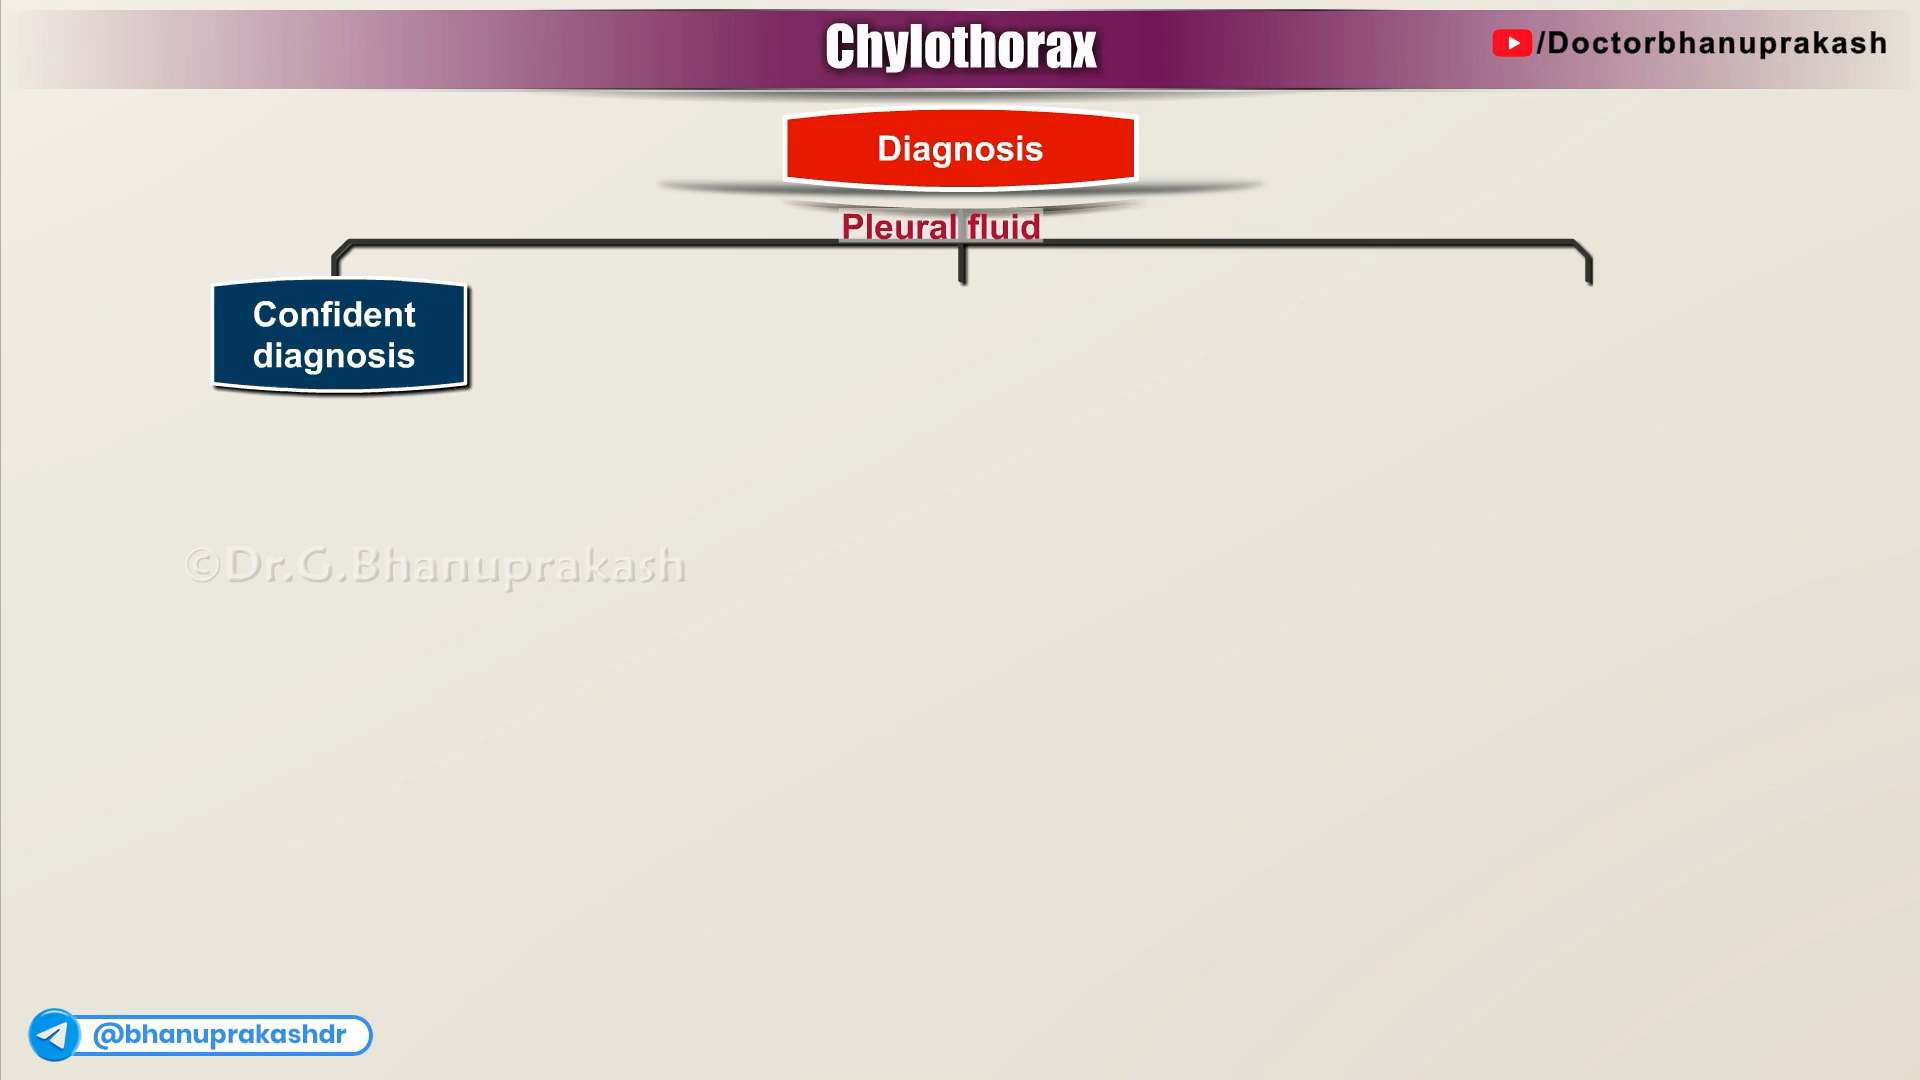 Chylothorax
/Doctorbhanuprakash
Diagnosis
Pleural fluid
Confident
diagnosis
©Dr.G.Bhanuprakash
@bhanuprakashdr